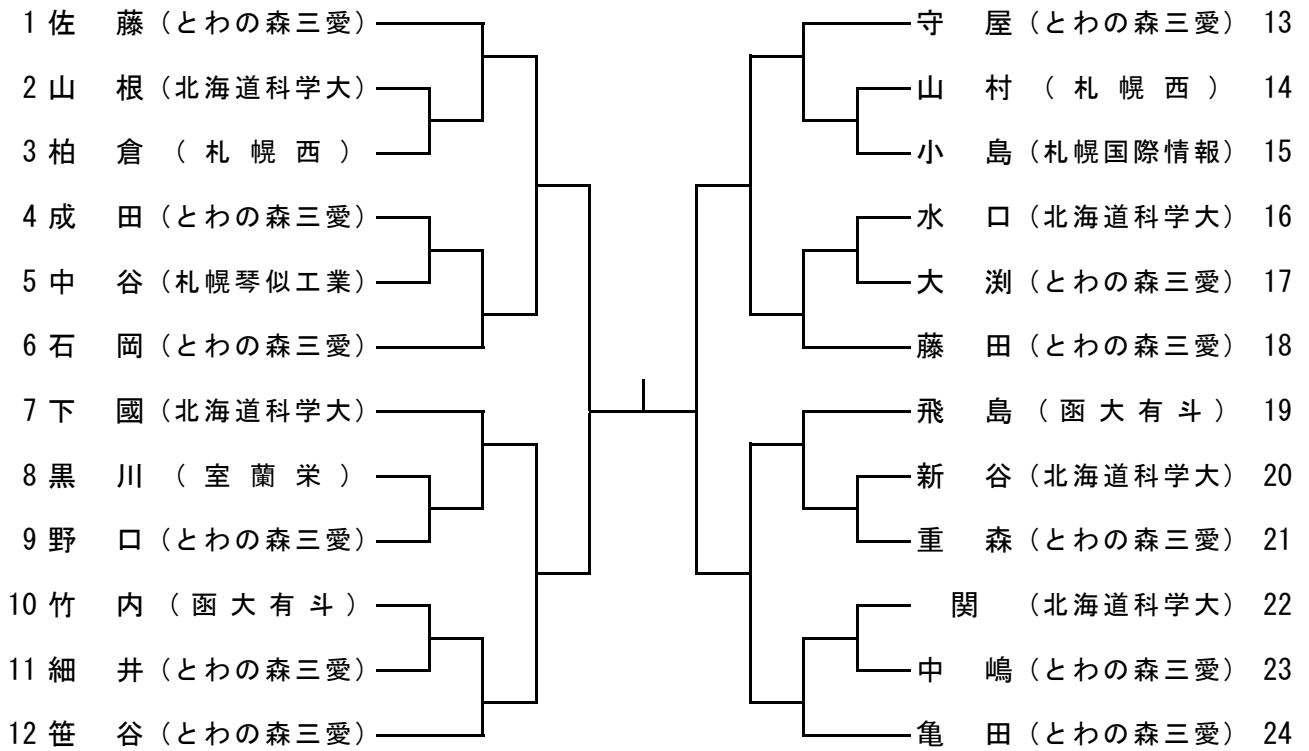 1 佐 藤 (とわの森三愛)
2 山 根 (北海道科学大)
3 柏 倉 (札幌西)
4 成 田 (とわの森三愛)
5 中 谷 (札幌琴似工業)
6 石 岡 (とわの森三愛)
7 下 國 (北海道科学大)
8 黒 川 (室蘭栄)
9 野 口 (とわの森三愛)
10 竹 内 (函大有斗)
11 細 井 (とわの森三愛)
12 笹 谷 (とわの森三愛)
守 屋 (とわの森三愛) 13
山 村 (札幌西) 14
小 島 (札幌国際情報) 15
水 口 (北海道科学大) 16
大 渕 (とわの森三愛) 17
藤 田 (とわの森三愛) 18
飛 島 (函大有斗) 19
新 谷 (北海道科学大) 20
重 森 (とわの森三愛) 21
関 (北海道科学大) 22
中 嶋 (とわの森三愛) 23
亀 田 (とわの森三愛) 24